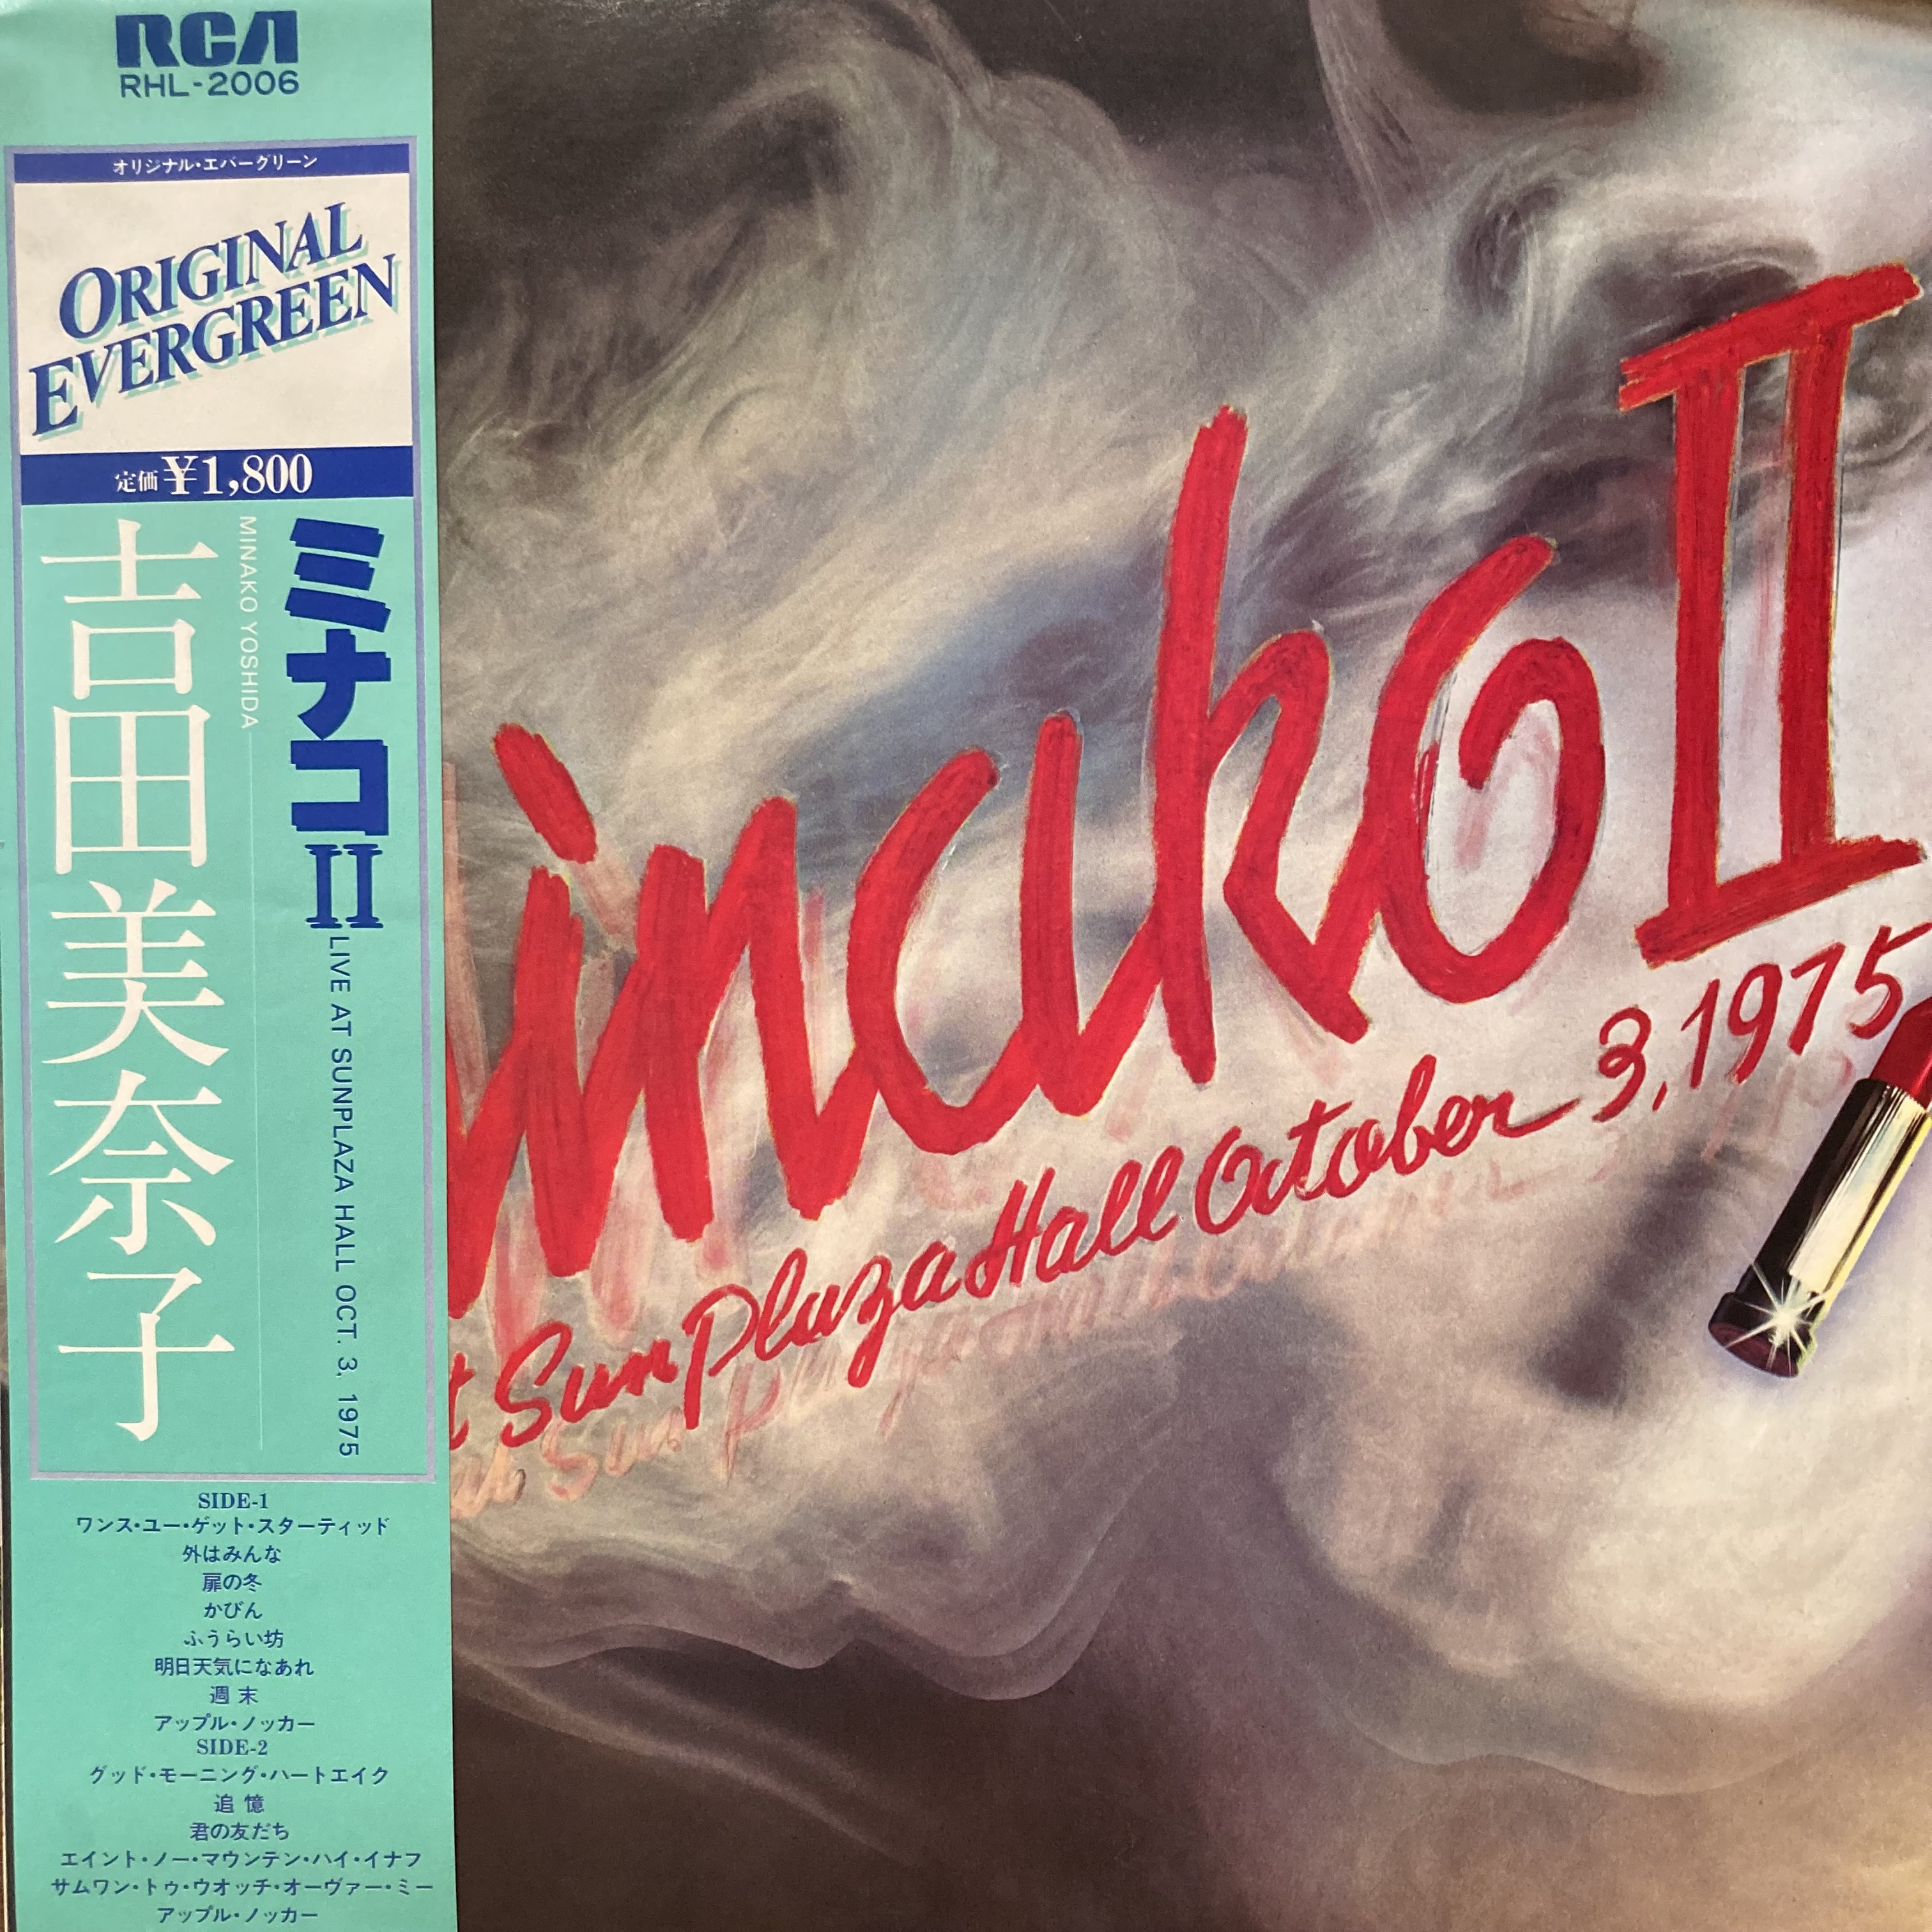 RCA
RHL-2006
オリジナル・エバーグリーン
ORIGINAL
EVERGREEN
定価¥1,800
ミナコII
LIVE AT SUNPLAZA HALL OCT. 3, 1975
MINAKO YOSHIDA
吉田美奈子
SIDE-1
ワンス・ユー・ゲット・スターティッド
外はみんな
扉の冬
かびん
ふうらい坊
明日天気になあれ
週末
アップル・ノッカー
SIDE-2
グッド・モーニング・ハートエイク
追憶
君の友だち
エイント・ノー・マウンテン・ハイ・イナフ
サムワン・トゥ・ウオッチ・オーヴァー・ミー
アップル・ノッカー
inako II
t Sun Plaza Hall October 3, 1975